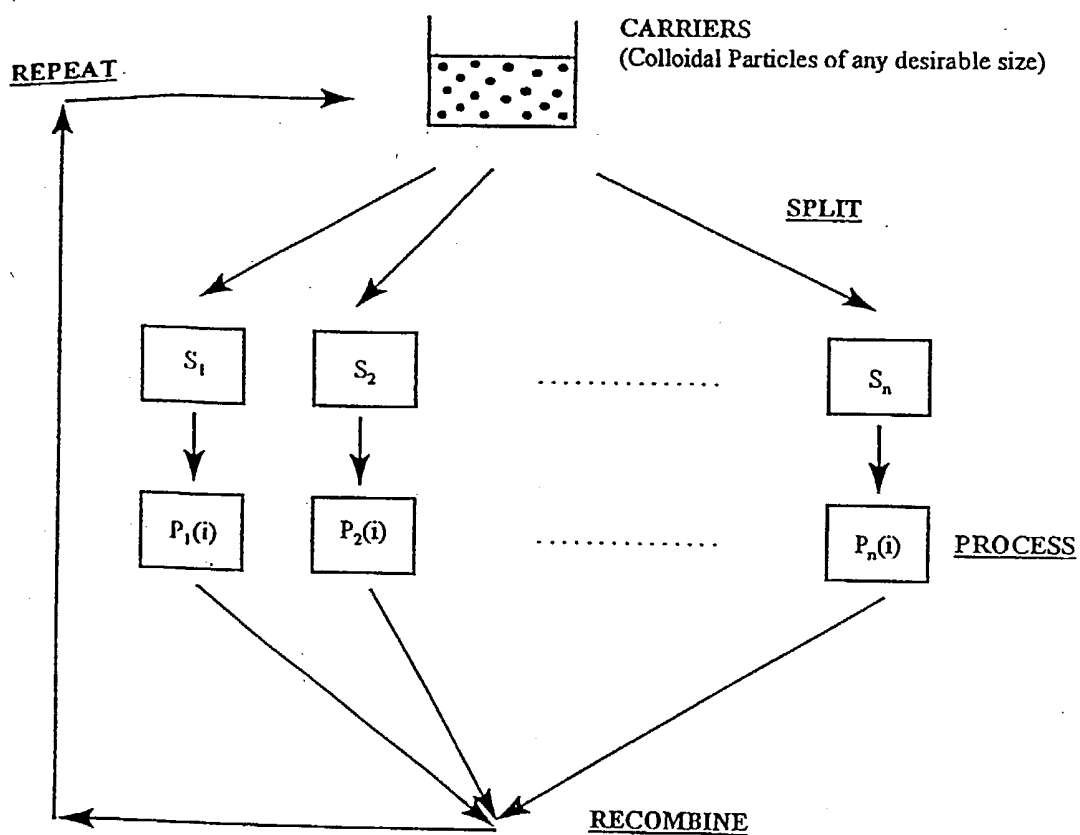 CARRIERS
(Colloidal Particles of any desirable size)
REPEAT
SPLIT
S₁ S₂ .................... Sₙ
P₁(i) P₂(i) .................... Pₙ(i) PROCESS
RECOMBINE